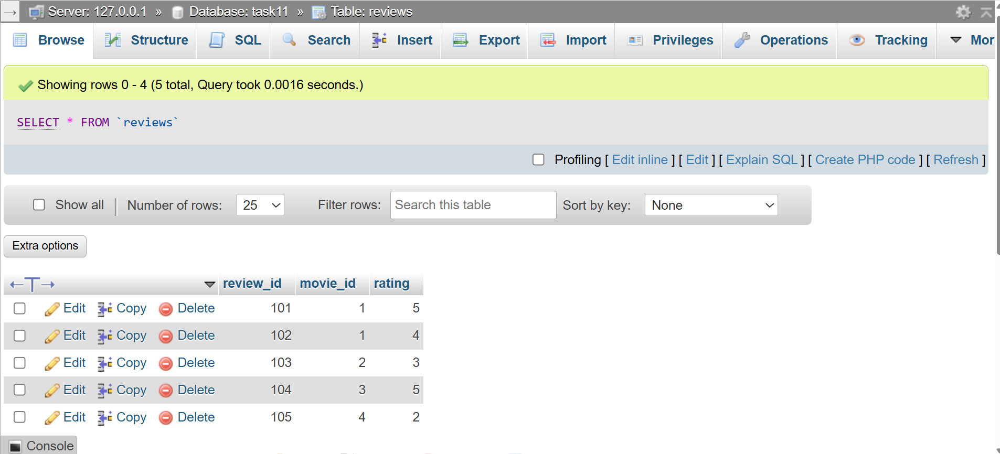 Server: 127.0.0.1 » Database: task11 » Table: reviews
Browse Structure SQL Search Insert Export Import Privileges Operations Tracking Mor
Showing rows 0 - 4 (5 total, Query took 0.0016 seconds.)
SELECT * FROM `reviews`
Profiling [ Edit inline ] [ Edit ] [ Explain SQL ] [ Create PHP code ] [ Refresh ]
Show all | Number of rows: 25 Filter rows: Search this table Sort by key: None
Extra options
←T→ review_id movie_id rating
Edit Copy Delete 101 1 5
Edit Copy Delete 102 1 4
Edit Copy Delete 103 2 3
Edit Copy Delete 104 3 5
Edit Copy Delete 105 4 2
Console